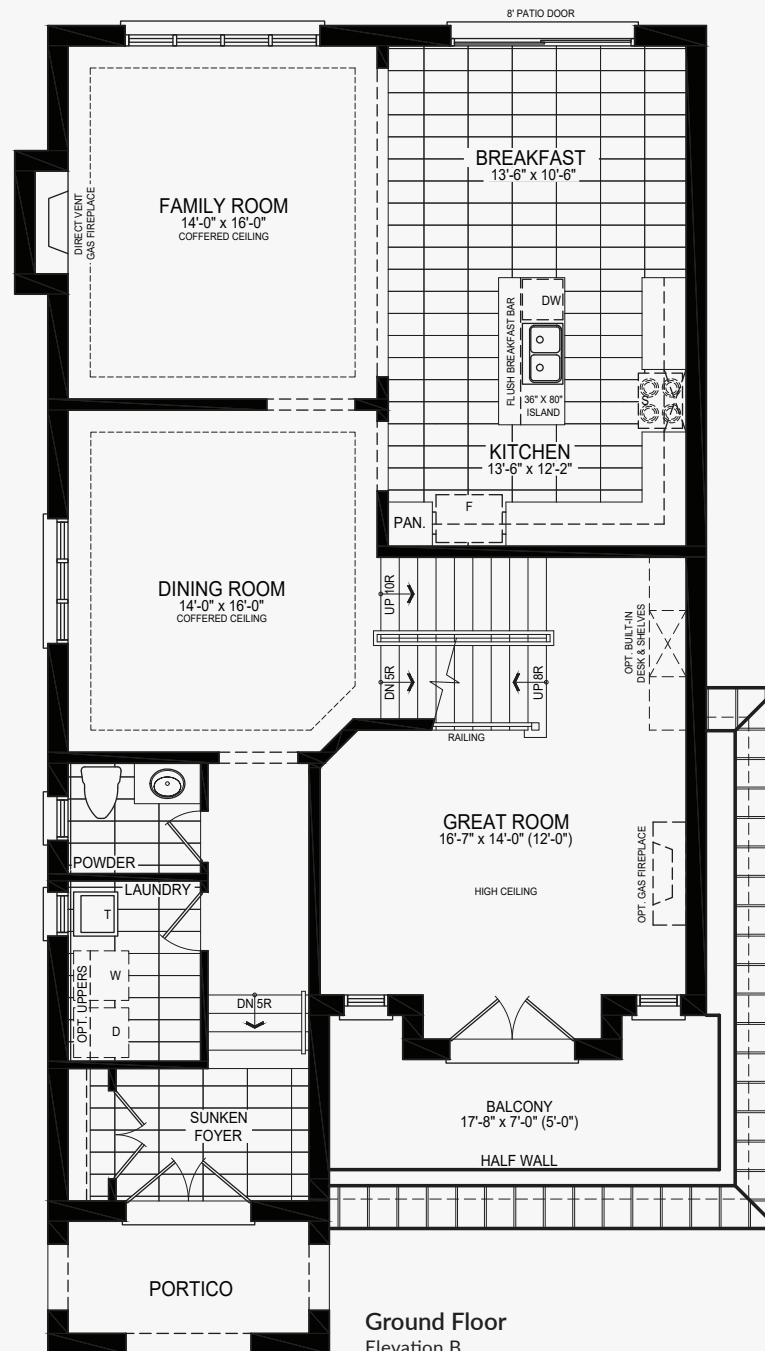 8' PATIO DOOR
BREAKFAST
13'-6" x 10'-6"
FAMILY ROOM
14'-0" x 16'-0"
COFFERED CEILING
DIRECT VENT
GAS FIREPLACE
DW
FLUSH BREAKFAST BAR
36" X 80"
ISLAND
S
KITCHEN
13'-6" x 12'-2"
F
PAN.
DINING ROOM
14'-0" x 16'-0"
COFFERED CEILING
UP 10R
DN 5R
UP 8R
RAILING
OPT. BUILT-IN
DESK & SHELVES
GREAT ROOM
16'-7" x 14'-0" (12'-0")
HIGH CEILING
OPT. GAS FIREPLACE
POWDER
LAUNDRY
T
W
D
OPT. UPPERS
DN 5R
SUNKEN
FOYER
BALCONY
17'-8" x 7'-0" (5'-0")
HALF WALL
PORTICO
Ground Floor
Elevation B